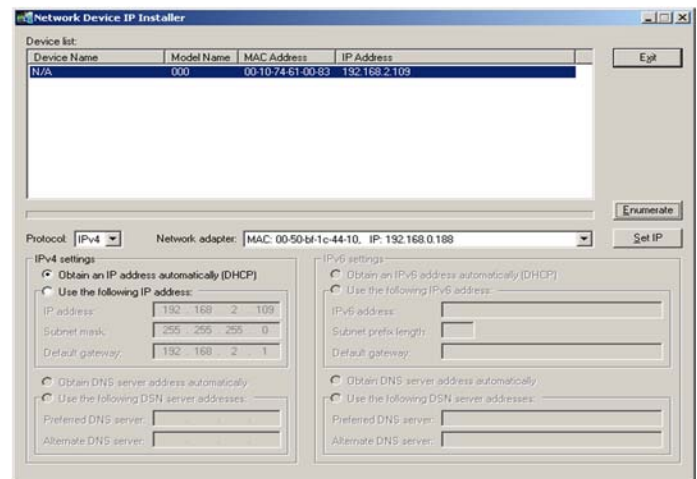 Network Device IP Installer
Device list:
Device Name Model Name MAC Address IP Address
N/A 000 00-10-74-61-00-83 192.168.2.109
Exit
Enumerate
Protocol: IPv4 Network adapter: MAC: 00-50-bf-1c-44-10, IP: 192.168.0.188 Set IP
IPv4 settings
Obtain an IP address automatically (DHCP)
Use the following IP address:
IP address: 192 . 168 . 2 . 109
Subnet mask: 255 . 255 . 255 . 0
Default gateway: 192 . 168 . 2 . 1
Obtain DNS server address automatically
Use the following DSN server addresses:
Preferred DNS server:
Alternate DNS server:
IPv6 settings
Obtain an IPv6 address automatically (DHCP)
Use the following IPv6 address:
IPv6 address:
Subnet prefix length:
Default gateway:
Obtain DNS server address automatically
Use the following DSN server addresses:
Preferred DNS server:
Alternate DNS server: